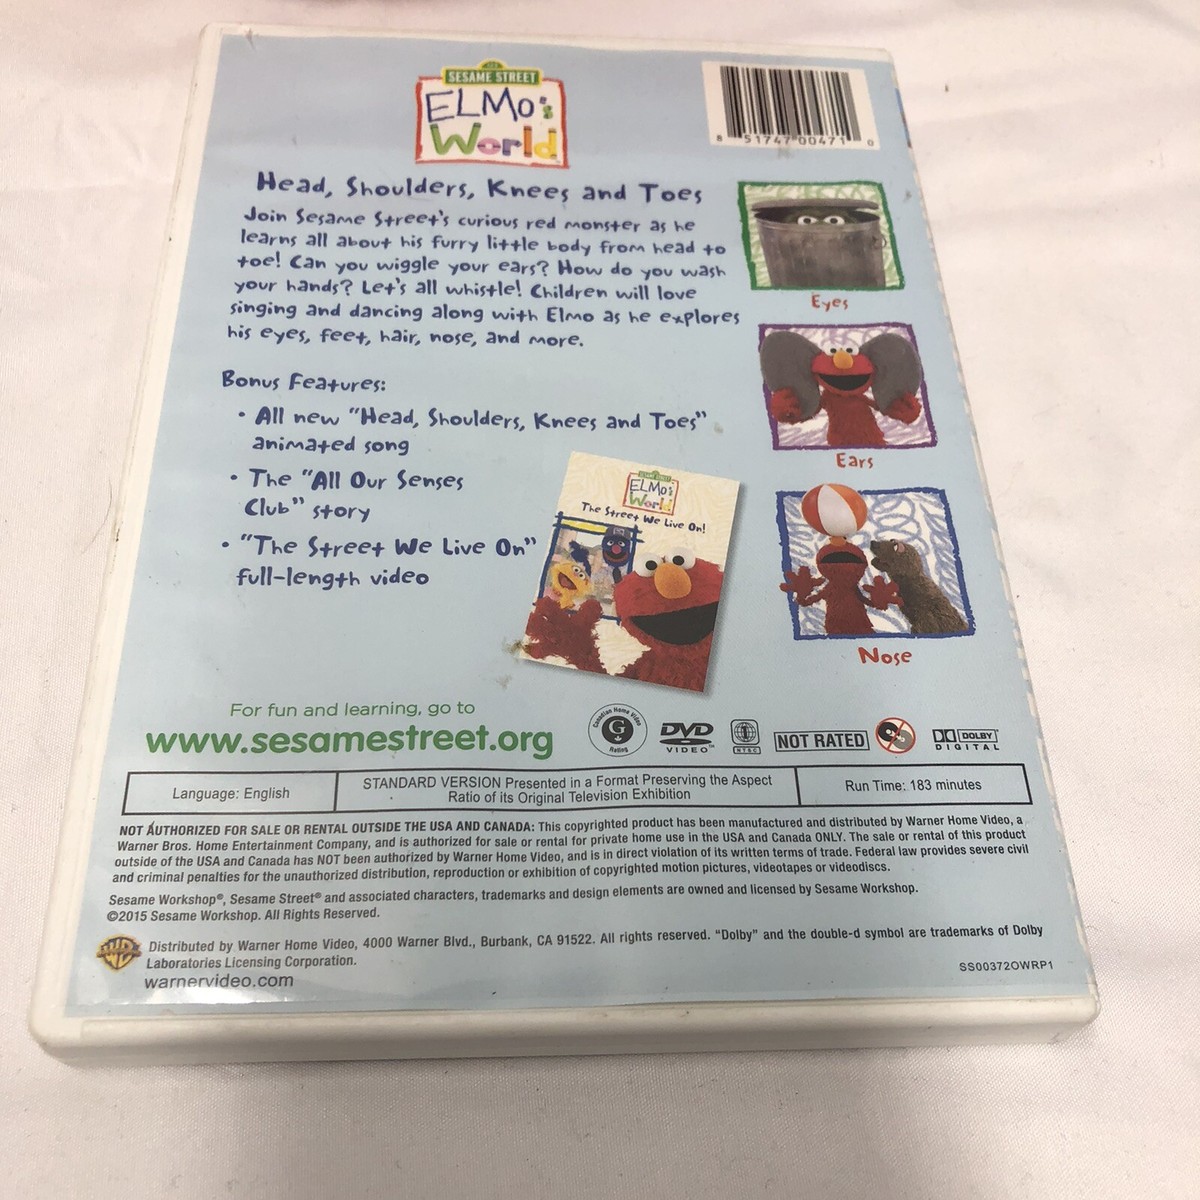 SESAME STREET
ELMO's
World
8 51747 00471 0
Head, Shoulders, Knees and Toes
Join Sesame Street's curious red monster as he
learns all about his furry little body from head to
toe! Can you wiggle your ears? How do you wash
your hands? Let's all whistle! Children will love
singing and dancing along with Elmo as he explores
his eyes, feet, hair, nose, and more.
Eyes
Ears
Nose
Bonus Features:
• All new "Head, Shoulders, Knees and Toes"
animated song
• The "All Our Senses
Club" story
• "The Street We Live On"
full-length video
SESAME STREET
ELMO's
World
The Street We Live On!
For fun and learning, go to
www.sesamestreet.org
Canadian Home Video
G
Rating
DVD
VIDEO™
1
NTSC
NOT RATED
DOLBY
DIGITAL
Language: English
STANDARD VERSION Presented in a Format Preserving the Aspect
Ratio of its Original Television Exhibition
Run Time: 183 minutes
NOT AUTHORIZED FOR SALE OR RENTAL OUTSIDE THE USA AND CANADA: This copyrighted product has been manufactured and distributed by Warner Home Video, a
Warner Bros. Home Entertainment Company, and is authorized for sale or rental for private home use in the USA and Canada ONLY. The sale or rental of this product
outside of the USA and Canada has NOT been authorized by Warner Home Video, and is in direct violation of its written terms of trade. Federal law provides severe civil
and criminal penalties for the unauthorized distribution, reproduction or exhibition of copyrighted motion pictures, videotapes or videodiscs.
Sesame Workshop®, Sesame Street® and associated characters, trademarks and design elements are owned and licensed by Sesame Workshop.
©2015 Sesame Workshop. All Rights Reserved.
WB
Distributed by Warner Home Video, 4000 Warner Blvd., Burbank, CA 91522. All rights reserved. "Dolby" and the double-d symbol are trademarks of Dolby
Laboratories Licensing Corporation.
warnervideo.com
SS00372OWRP1